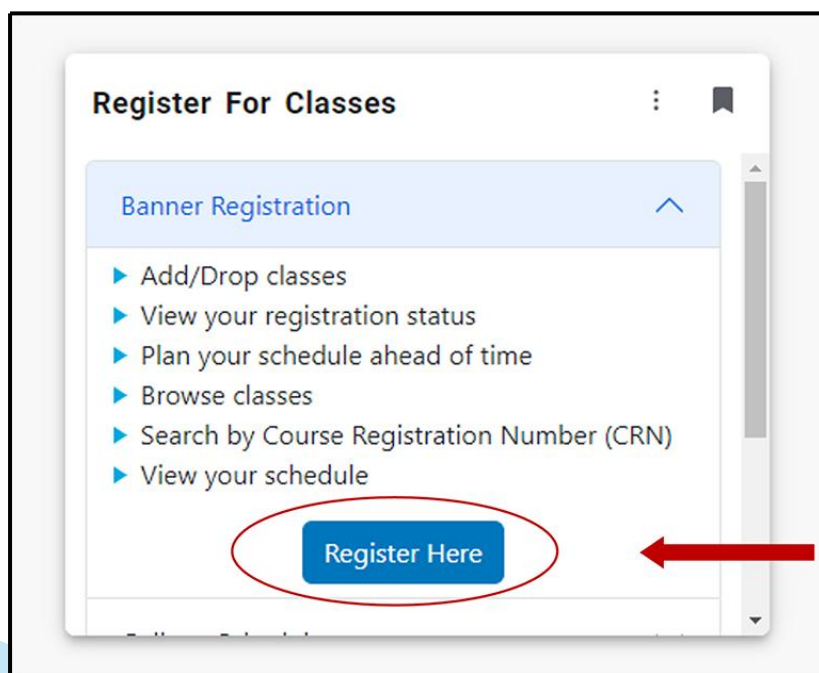 Register For Classes
Banner Registration
Add/Drop classes
View your registration status
Plan your schedule ahead of time
Browse classes
Search by Course Registration Number (CRN)
View your schedule
Register Here